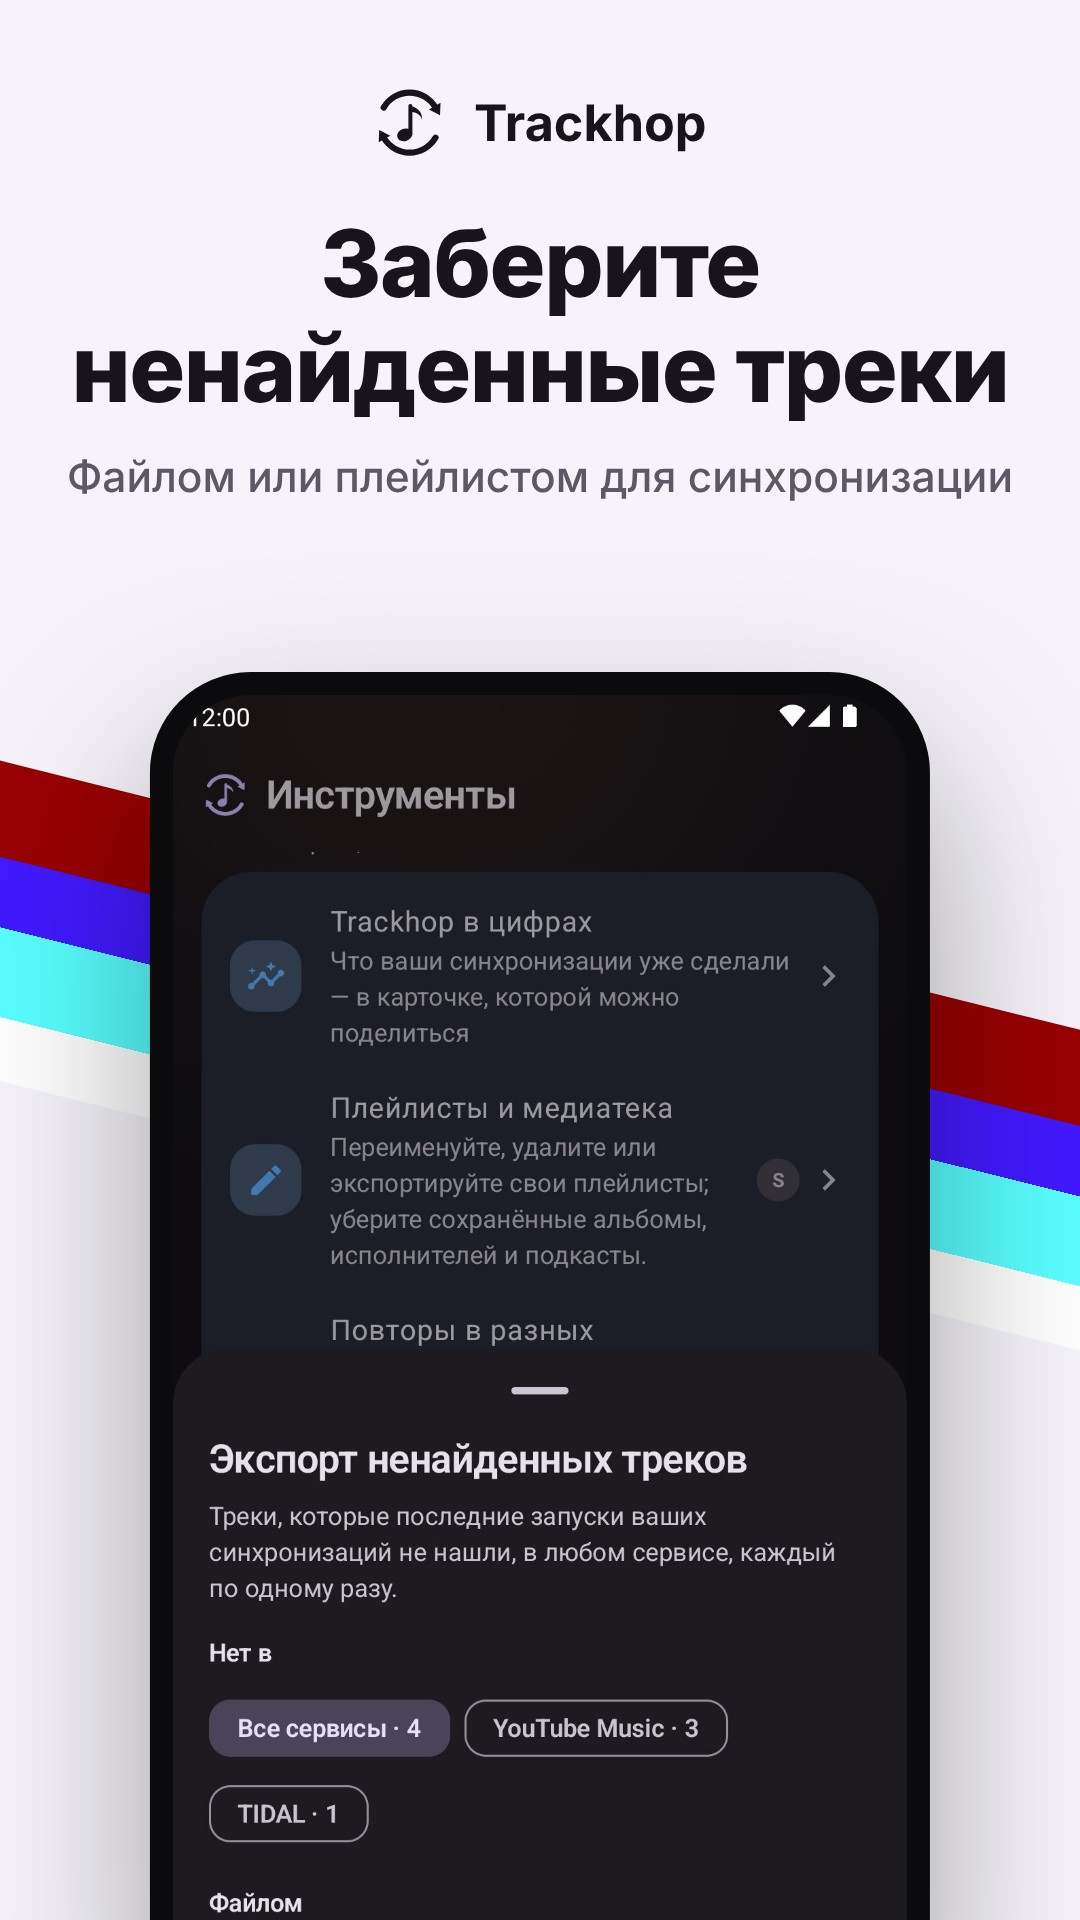 Trackhop
Заберите
ненайденные треки
Файлом или плейлистом для синхронизации
12:00
Инструменты
Trackhop в цифрах
Что ваши синхронизации уже сделали
— в карточке, которой можно
поделиться
Плейлисты и медиатека
Переименуйте, удалите или
экспортируйте свои плейлисты;
уберите сохранённые альбомы,
исполнителей и подкасты.
S
Повторы в разных
Экспорт ненайденных треков
Треки, которые последние запуски ваших
синхронизаций не нашли, в любом сервисе, каждый
по одному разу.
Нет в
Все сервисы · 4
YouTube Music · 3
TIDAL · 1
Файлом